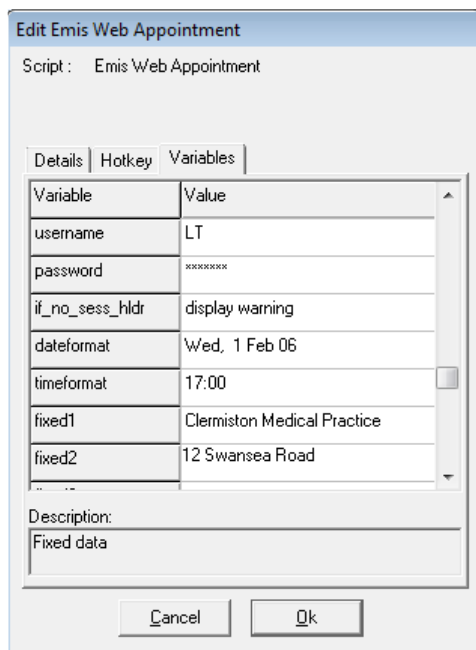 Edit Emis Web Appointment
Script : Emis Web Appointment
Details Hotkey Variables
Variable Value
username LT
password *******
if_no_sess_hldr display warning
dateformat Wed, 1 Feb 06
timeformat 17:00
fixed1 Clermiston Medical Practice
fixed2 12 Swansea Road
Description:
Fixed data
Cancel Ok